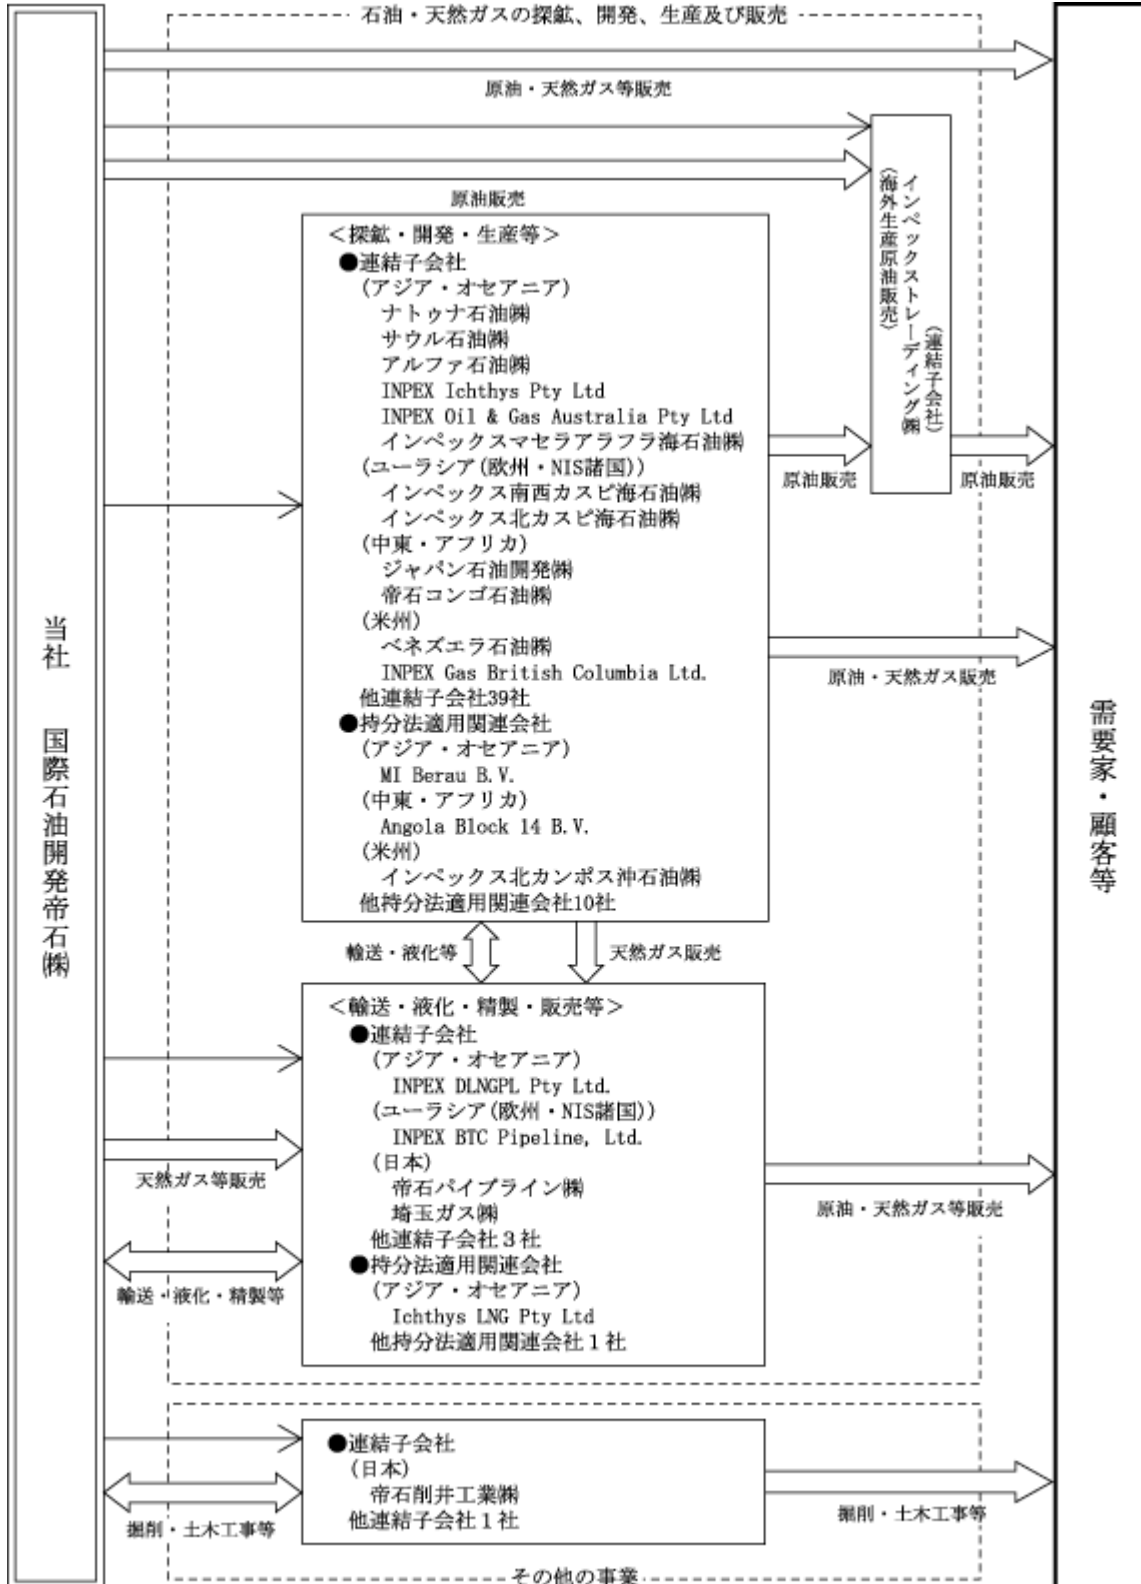 石油・天然ガスの探鉱、開発、生産及び販売
原油・天然ガス等販売
原油販売
インペックストレーディング㈱
(海外生産原油販売)
(連結子会社)
＜探鉱・開発・生産等＞
●連結子会社
(アジア・オセアニア)
ナトゥナ石油㈱
サウル石油㈱
アルファ石油㈱
INPEX Ichthys Pty Ltd
INPEX Oil & Gas Australia Pty Ltd
インペックスマセラアラフラ海石油㈱
(ユーラシア(欧州・NIS諸国))
インペックス南西カスピ海石油㈱
インペックス北カスピ海石油㈱
(中東・アフリカ)
ジャパン石油開発㈱
帝石コンゴ石油㈱
(米州)
ベネズエラ石油㈱
INPEX Gas British Columbia Ltd.
他連結子会社39社
●持分法適用関連会社
(アジア・オセアニア)
MI Berau B.V.
(中東・アフリカ)
Angola Block 14 B.V.
(米州)
インペックス北カンポス沖石油㈱
他持分法適用関連会社10社
原油販売
原油販売
原油・天然ガス販売
当社　国際石油開発帝石㈱
需要家・顧客等
輸送・液化等
天然ガス販売
＜輸送・液化・精製・販売等＞
●連結子会社
(アジア・オセアニア)
INPEX DLNGPL Pty Ltd.
(ユーラシア(欧州・NIS諸国))
INPEX BTC Pipeline, Ltd.
(日本)
帝石パイプライン㈱
埼玉ガス㈱
他連結子会社３社
●持分法適用関連会社
(アジア・オセアニア)
Ichthys LNG Pty Ltd
他持分法適用関連会社１社
天然ガス等販売
輸送・液化・精製等
原油・天然ガス等販売
●連結子会社
(日本)
帝石削井工業㈱
他連結子会社１社
掘削・土木工事等
掘削・土木工事等
その他の事業